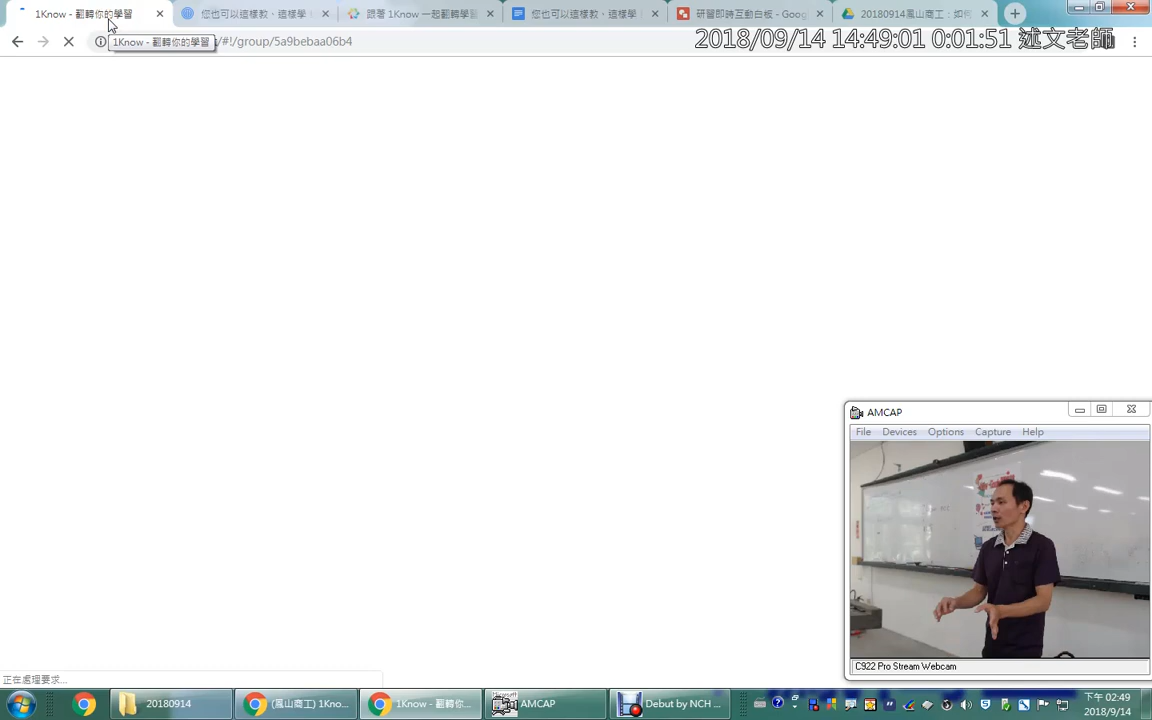 1Know - 翻轉你的學習
您也可以這樣教，這樣學
跟著 1Know 一起翻轉學習
您也可以這樣教，這樣學
研習即時互動白板 - Goog
20180914鳳山商工：如何
1Know - 翻轉你的學習
/#!/group/5a9bebaa06b4
2018/09/14 14:49:01 0:01:51 述文老師
AMCAP
File Devices Options Capture Help
C922 Pro Stream Webcam
正在處理要求...
20180914
(鳳山商工) 1Kno...
1Know - 翻轉你...
AMCAP
Debut by NCH ...
下午 02:49
2018/9/14